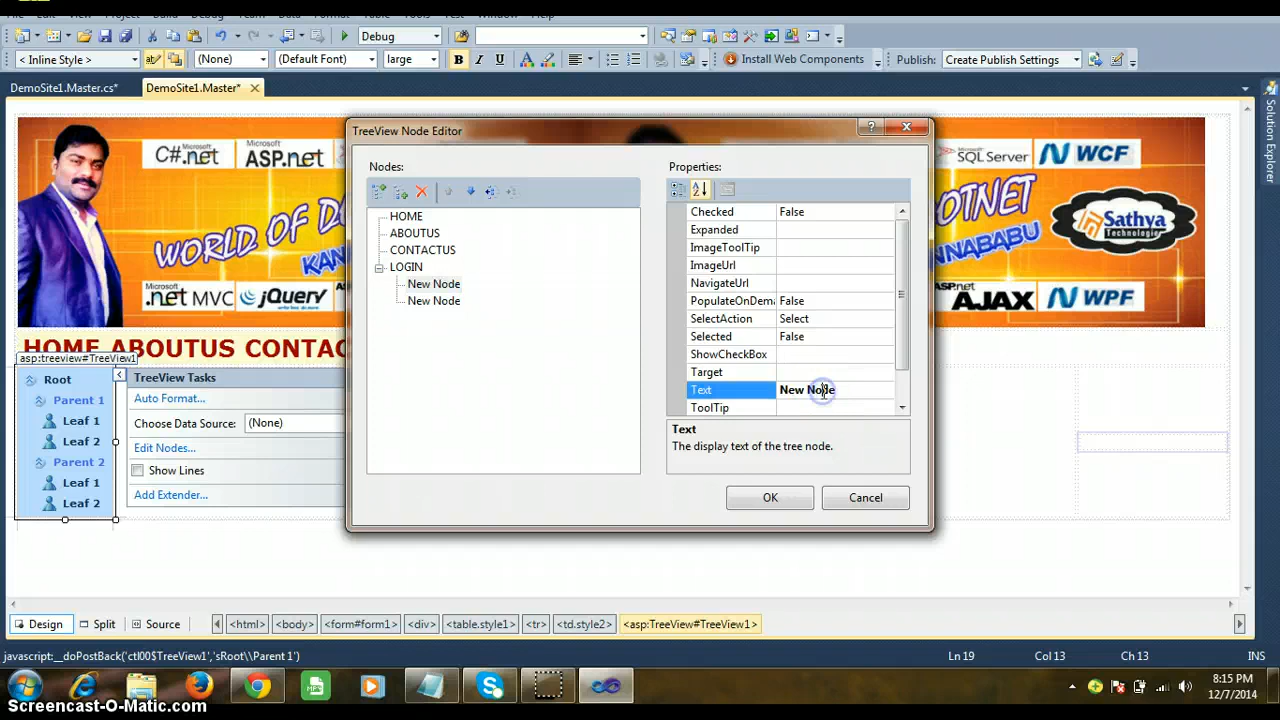 Debug
< Inline Style >
(None)
(Default Font)
large
B
I
U
A
Install Web Components
Publish:
Create Publish Settings
DemoSite1.Master.cs*
DemoSite1.Master*
Solution Explorer
Microsoft
C#.net
Microsoft
ASP.net
SQL Server
WCF
WORLD OF D
OTNET
KAN
NNABABU
Sathya
Technologies
.net MVC
jQuery
ASP.net
AJAX
WPF
HOME ABOUTUS CONTAC
asp:treeview#TreeView1
Root
Parent 1
Leaf 1
Leaf 2
Parent 2
Leaf 1
Leaf 2
TreeView Tasks
Auto Format...
Choose Data Source:
(None)
Edit Nodes...
Show Lines
Add Extender...
TreeView Node Editor
Nodes:
HOME
ABOUTUS
CONTACTUS
LOGIN
New Node
New Node
Properties:
Checked False
Expanded
ImageToolTip
ImageUrl
NavigateUrl
PopulateOnDema False
SelectAction Select
Selected False
ShowCheckBox
Target
Text New Node
ToolTip
Text
The display text of the tree node.
OK
Cancel
Design
Split
Source
<html>
<body>
<form#form1>
<div>
<table.style1>
<tr>
<td.style2>
<asp:TreeView#TreeView1>
javascript:__doPostBack('ctl00$TreeView1','sRoot\\Parent 1')
Ln 19
Col 13
Ch 13
INS
8:15 PM
12/7/2014
Screencast-O-Matic.com